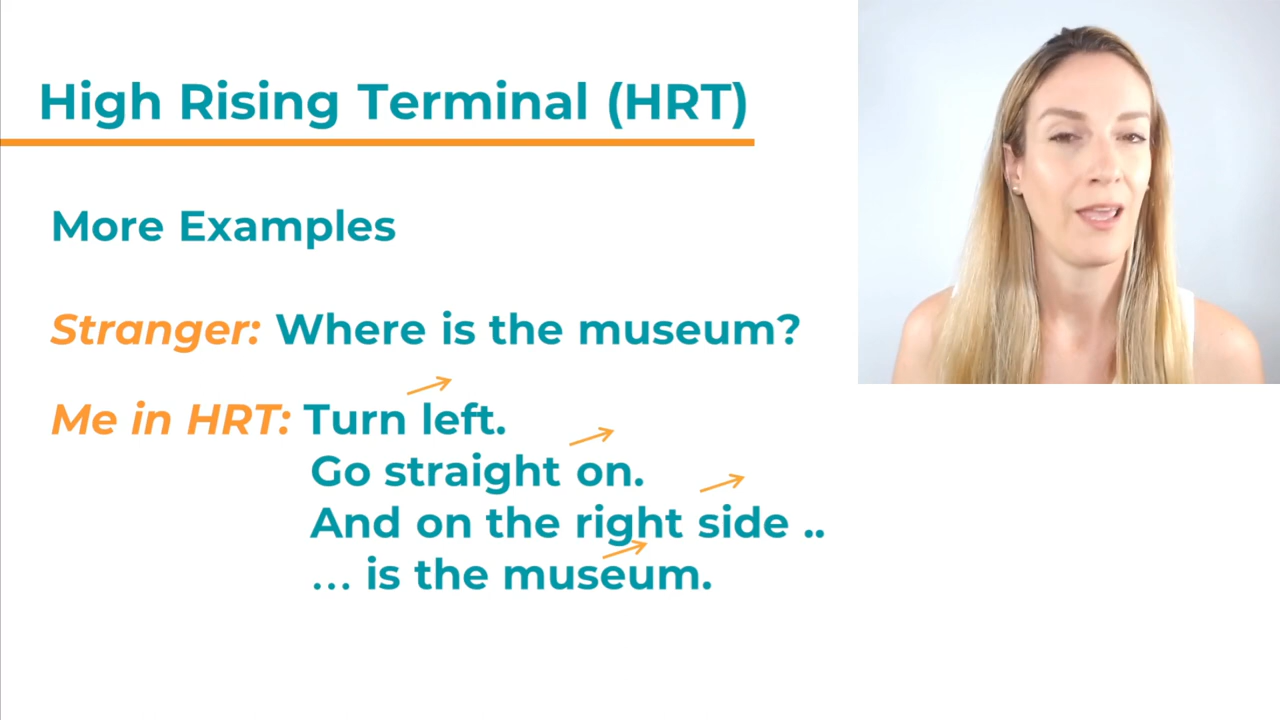 High Rising Terminal (HRT)
More Examples
Stranger: Where is the museum?
Me in HRT: Turn left.
Go straight on.
And on the right side ..
... is the museum.